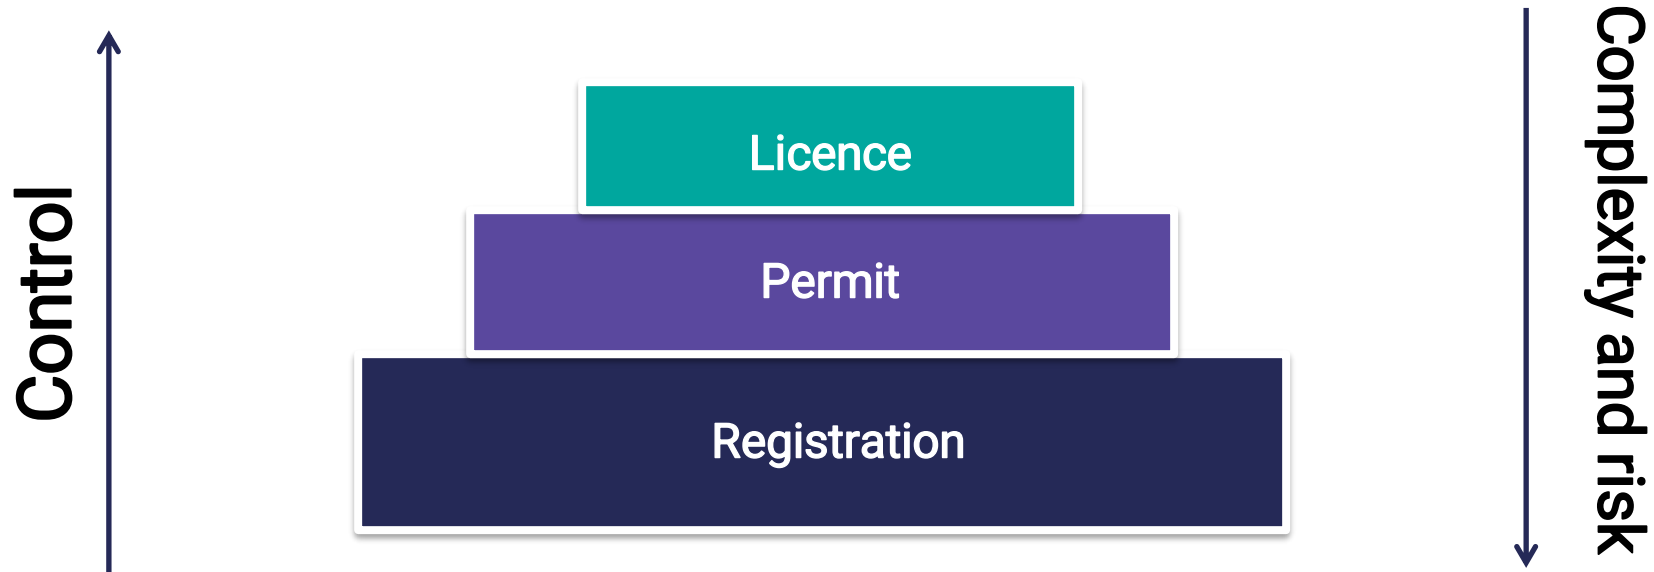 Control
Licence
Permit
Registration
Complexity and risk